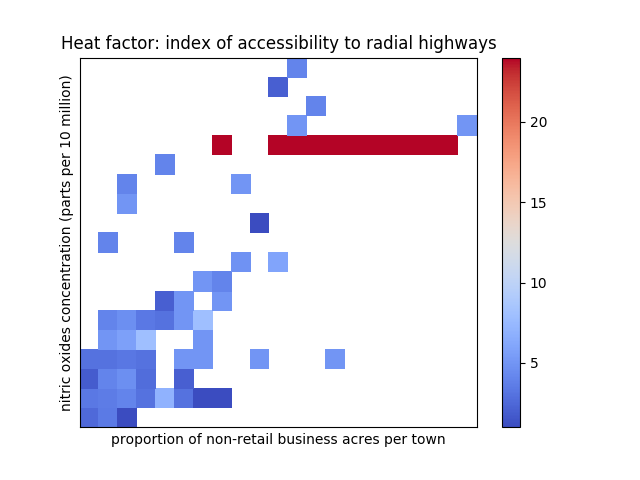 Heat factor: index of accessibility to radial highways
nitric oxides concentration (parts per 10 million)
20
15
10
5
proportion of non-retail business acres per town